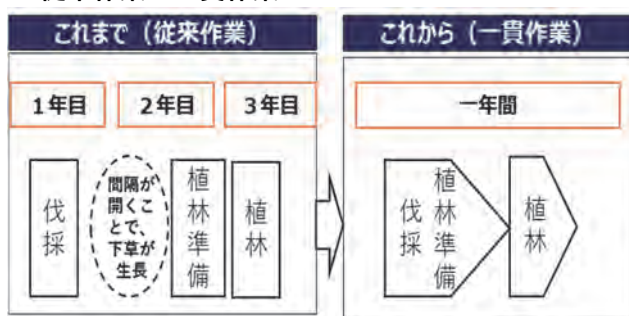 これまで（従来作業）
1年目
2年目
3年目
伐採
間隔が
開くこ
とで、
下草が
生長
植林準備
植林
これから（一貫作業）
一年間
伐採
植林準備
植林